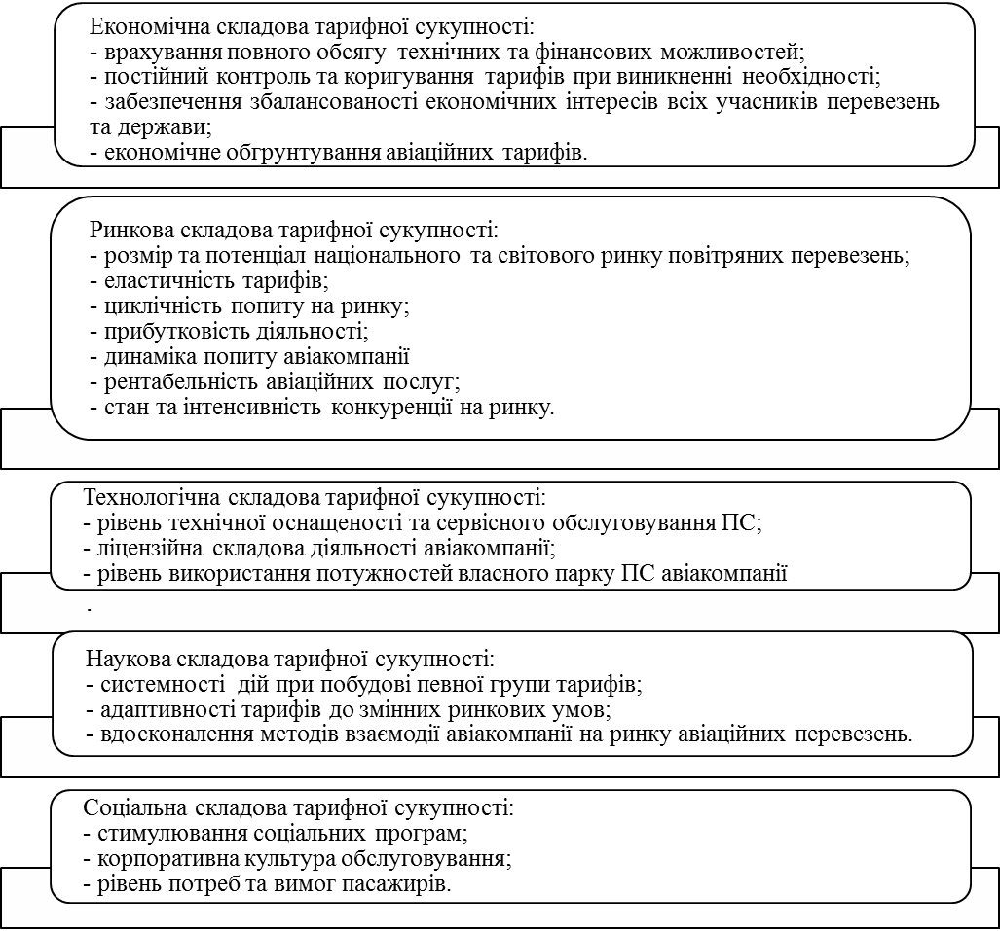 Економічна складова тарифної сукупності:
- врахування повного обсягу технічних та фінансових можливостей;
- постійний контроль та коригування тарифів при виникненні необхідності;
- забезпечення збалансованості економічних інтересів всіх учасників перевезень
та держави;
- економічне обгрунтування авіаційних тарифів.
Ринкова складова тарифної сукупності:
- розмір та потенціал національного та світового ринку повітряних перевезень;
- еластичність тарифів;
- циклічність попиту на ринку;
- прибутковість діяльності;
- динаміка попиту авіакомпанії
- рентабельність авіаційних послуг;
- стан та інтенсивність конкуренції на ринку.
Технологічна складова тарифної сукупності:
- рівень технічної оснащеності та сервісного обслуговування ПС;
- ліцензійна складова діяльності авіакомпанії;
- рівень використання потужностей власного парку ПС авіакомпанії
.
Наукова складова тарифної сукупності:
- системності дій при побудові певної групи тарифів;
- адаптивності тарифів до змінних ринкових умов;
- вдосконалення методів взаємодії авіакомпанії на ринку авіаційних перевезень.
Соціальна складова тарифної сукупності:
- стимулювання соціальних програм;
- корпоративна культура обслуговування;
- рівень потреб та вимог пасажирів.